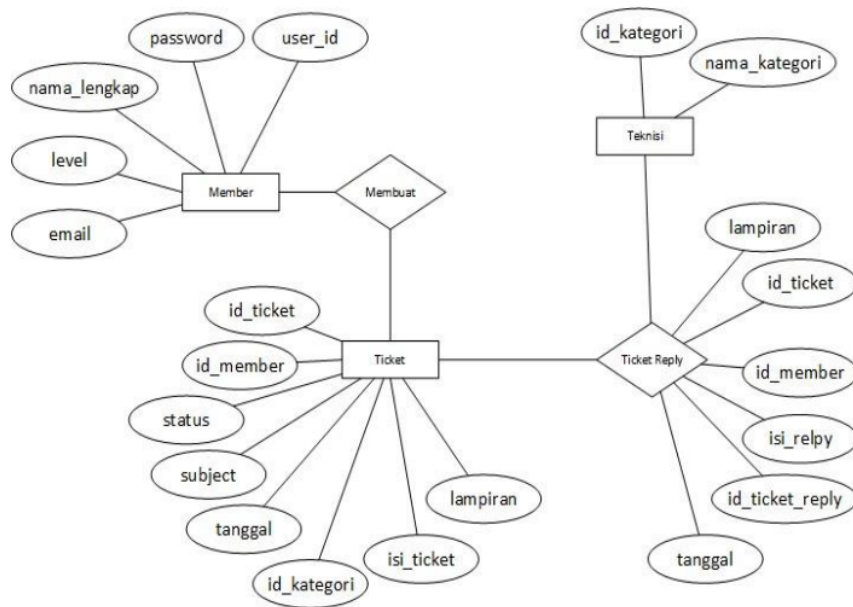 password
user_id
nama_lengkap
level
email
Member
Membuat
id_kategori
nama_kategori
Teknisi
id_ticket
id_member
status
subject
tanggal
id_kategori
isi_ticket
lampiran
Ticket
Ticket Reply
lampiran
id_ticket
id_member
isi_relpy
id_ticket_reply
tanggal